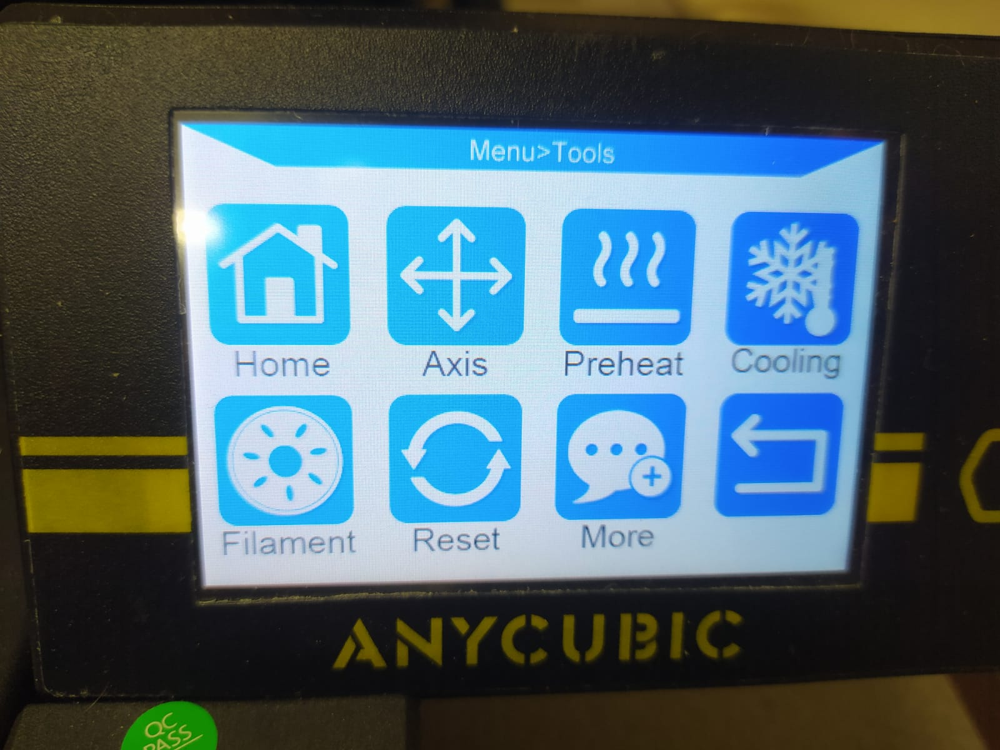 Menu>Tools
Home Axis Preheat Cooling
Filament Reset More
ANYCUBIC
QC
PASS